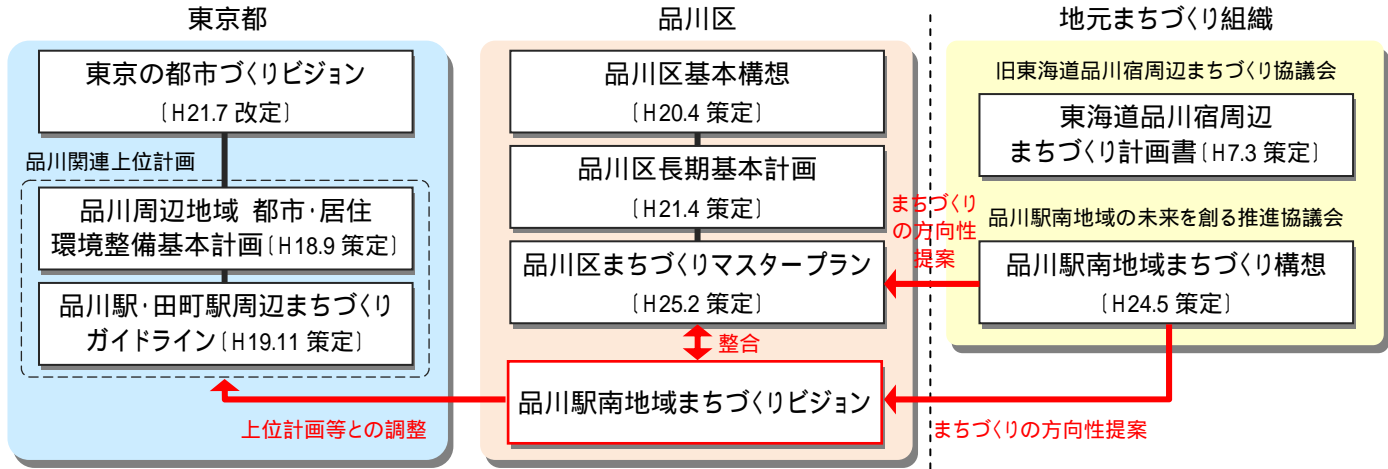 東京都
東京の都市づくりビジョン
〔H21.7 改定〕
品川関連上位計画
品川周辺地域 都市・居住
環境整備基本計画〔H18.9 策定〕
品川駅・田町駅周辺まちづくり
ガイドライン〔H19.11 策定〕
上位計画等との調整
品川区
品川区基本構想
〔H20.4 策定〕
品川区長期基本計画
〔H21.4 策定〕
品川区まちづくりマスタープラン
〔H25.2 策定〕
整合
品川駅南地域まちづくりビジョン
まちづくり
の方向性
提案
地元まちづくり組織
旧東海道品川宿周辺まちづくり協議会
東海道品川宿周辺
まちづくり計画書〔H7.3 策定〕
品川駅南地域の未来を創る推進協議会
品川駅南地域まちづくり構想
〔H24.5 策定〕
まちづくりの方向性提案